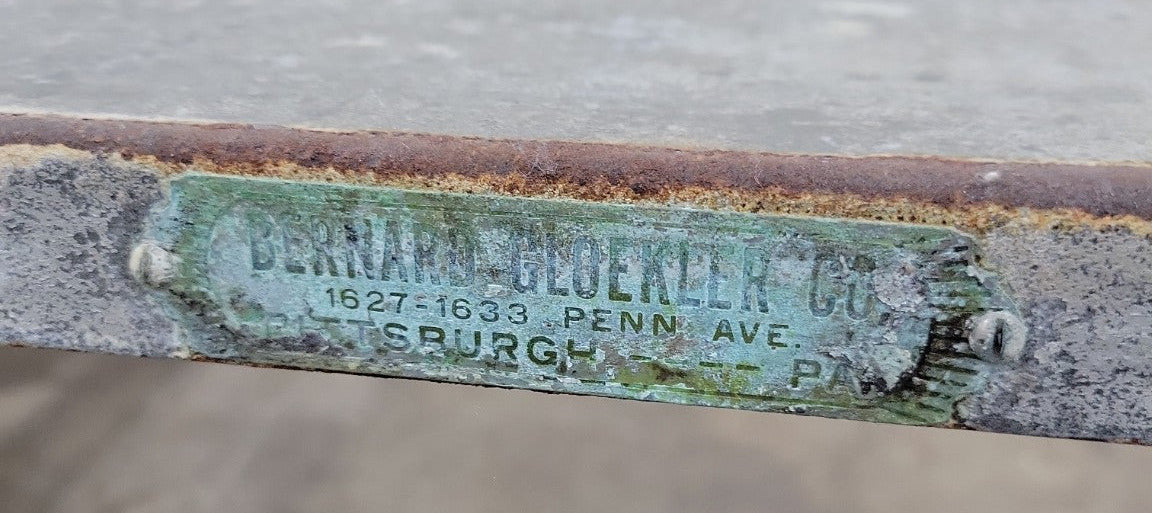 BERNARD GLOEKLER CO
1627-1633 PENN AVE.
PITTSBURGH ----- PA